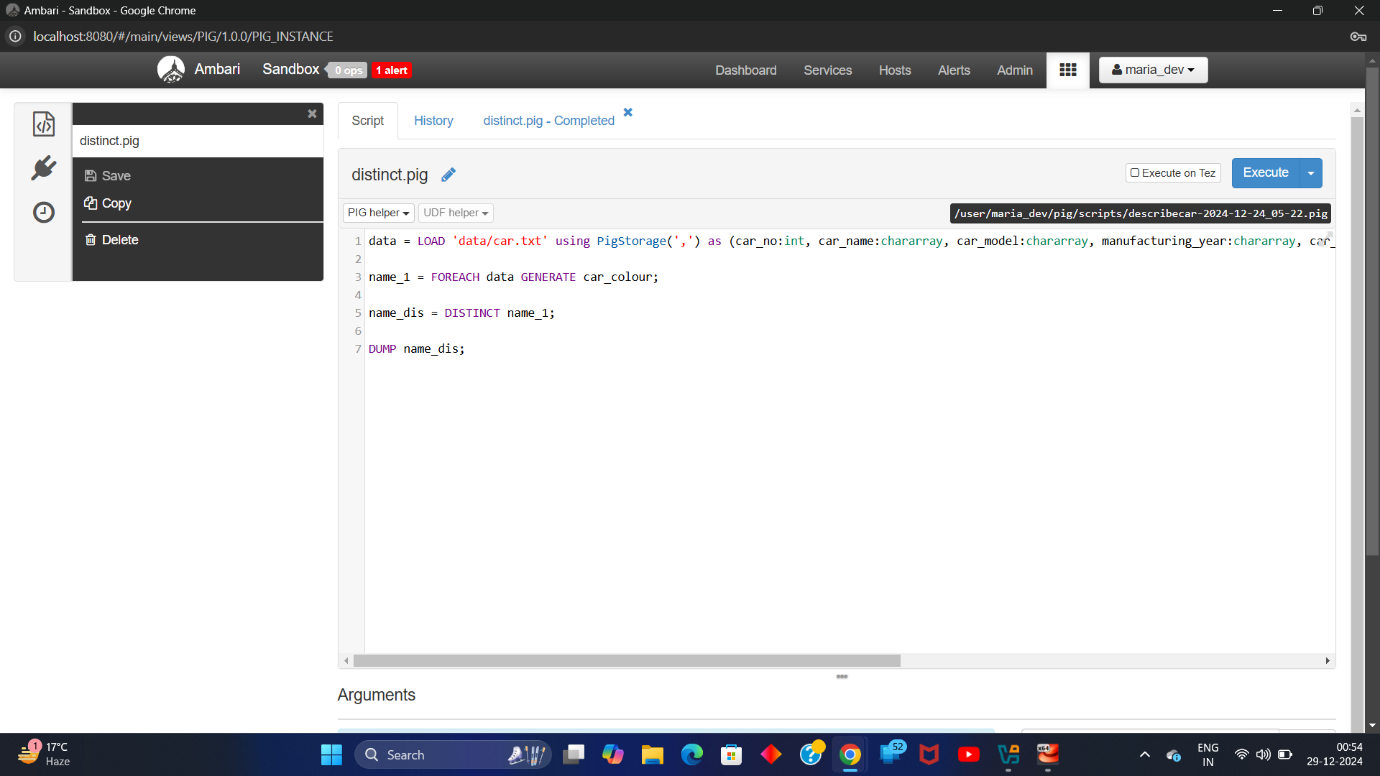 Ambari - Sandbox - Google Chrome
localhost:8080/#/main/views/PIG/1.0.0/PIG_INSTANCE
Ambari Sandbox 0 ops 1 alert Dashboard Services Hosts Alerts Admin maria_dev
distinct.pig
Save
Copy
Delete
Script History distinct.pig - Completed
distinct.pig Execute on Tez Execute
PIG helper UDF helper /user/maria_dev/pig/scripts/describecar-2024-12-24_05-22.pig
1 data = LOAD 'data/car.txt' using PigStorage(',') as (car_no:int, car_name:chararray, car_model:chararray, manufacturing_year:chararray, car_
2
3 name_1 = FOREACH data GENERATE car_colour;
4
5 name_dis = DISTINCT name_1;
6
7 DUMP name_dis;
Arguments
1 17°C
Haze
Search
52
X64
ENG
IN
00:54
29-12-2024